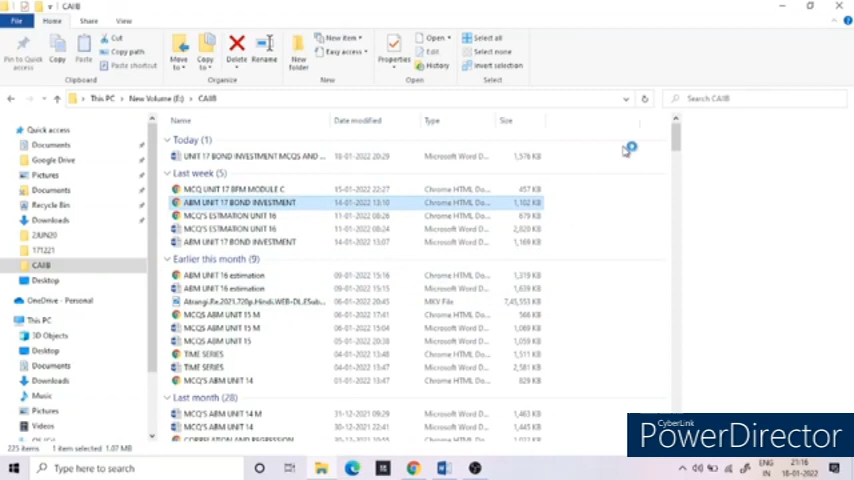 CAIIB
File Home Share View
Pin to Quick access
Copy
Paste
Cut
Copy path
Paste shortcut
Move to
Copy to
Delete
Rename
New folder
New item
Easy access
Properties
Open
Edit
History
Select all
Select none
Invert selection
Clipboard
Organize
New
Open
Select
This PC New Volume (E:) CAIIB
Search CAIIB
Name Date modified Type Size
Quick access
Documents
Google Drive
Pictures
Documents
Recycle Bin
Downloads
2JUN20
171221
CAIIB
Desktop
OneDrive - Personal
This PC
3D Objects
Desktop
Documents
Downloads
Music
Pictures
Videos
Today (1)
UNIT 17 BOND INVESTMENT MCQS AND ... 18-01-2022 20:29 Microsoft Word D... 1,576 KB
Last week (5)
MCQ UNIT 17 BFM MODULE C 15-01-2022 22:27 Chrome HTML Do... 457 KB
ABM UNIT 17 BOND INVESTMENT 14-01-2022 13:10 Chrome HTML Do... 1,102 KB
MCQ'S ESTMATION UNIT 16 11-01-2022 08:26 Chrome HTML Do... 679 KB
MCQ'S ESTIMATION UNIT 16 11-01-2022 08:24 Microsoft Word D... 2,820 KB
ABM UNIT 17 BOND INVESTMENT 14-01-2022 13:07 Microsoft Word D... 1,169 KB
Earlier this month (9)
ABM UNIT 16 estimation 09-01-2022 15:16 Chrome HTML Do... 1,319 KB
ABM UNIT 16 estimation 09-01-2022 15:15 Microsoft Word D... 1,639 KB
Atrangi.Re.2021.720p.Hindi.WEB-DL.ESub... 06-01-2022 20:45 MKV File 7,45,553 KB
MCQS ABM UNIT 15 M 06-01-2022 17:41 Chrome HTML Do... 566 KB
MCQS ABM UNIT 15 M 06-01-2022 15:04 Microsoft Word D... 1,069 KB
MCQS ABM UNIT 15 05-01-2022 20:38 Microsoft Word D... 1,059 KB
TIME SERIES 04-01-2022 13:48 Chrome HTML Do... 1,511 KB
TIME SERIES 04-01-2022 13:47 Microsoft Word D... 2,581 KB
MCQ'S ABM UNIT 14 01-01-2022 13:47 Chrome HTML Do... 829 KB
Last month (28)
MCQ'S ABM UNIT 14 M 31-12-2021 09:29 Microsoft Word D... 1,463 KB
MCQ'S ABM UNIT 14 30-12-2021 22:41 Microsoft Word D... 1,445 KB
CORRELATION AND REGRESSION
225 items 1 item selected 1.07 MB
CyberLink
PowerDirector
Type here to search
ENG
IN
21:16
18-01-2022